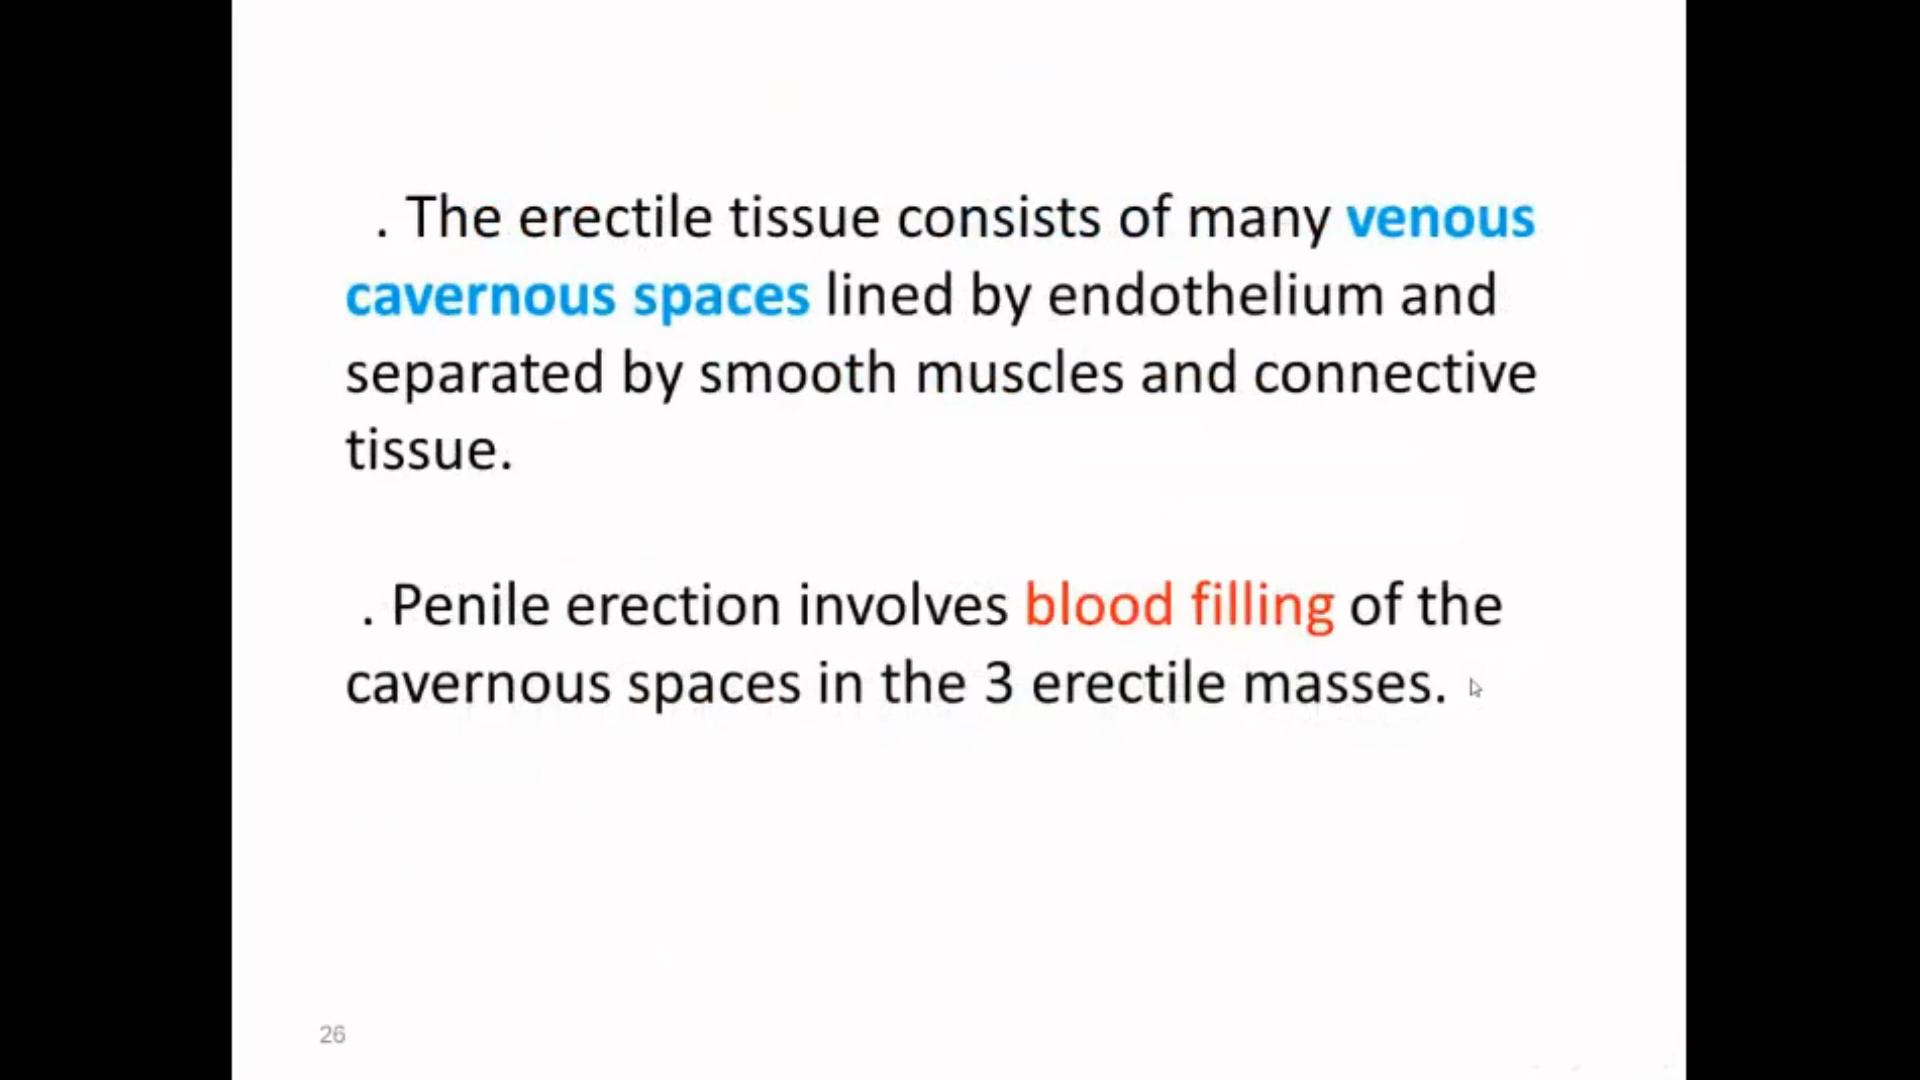 . The erectile tissue consists of many venous
cavernous spaces lined by endothelium and
separated by smooth muscles and connective
tissue.
. Penile erection involves blood filling of the
cavernous spaces in the 3 erectile masses.
26